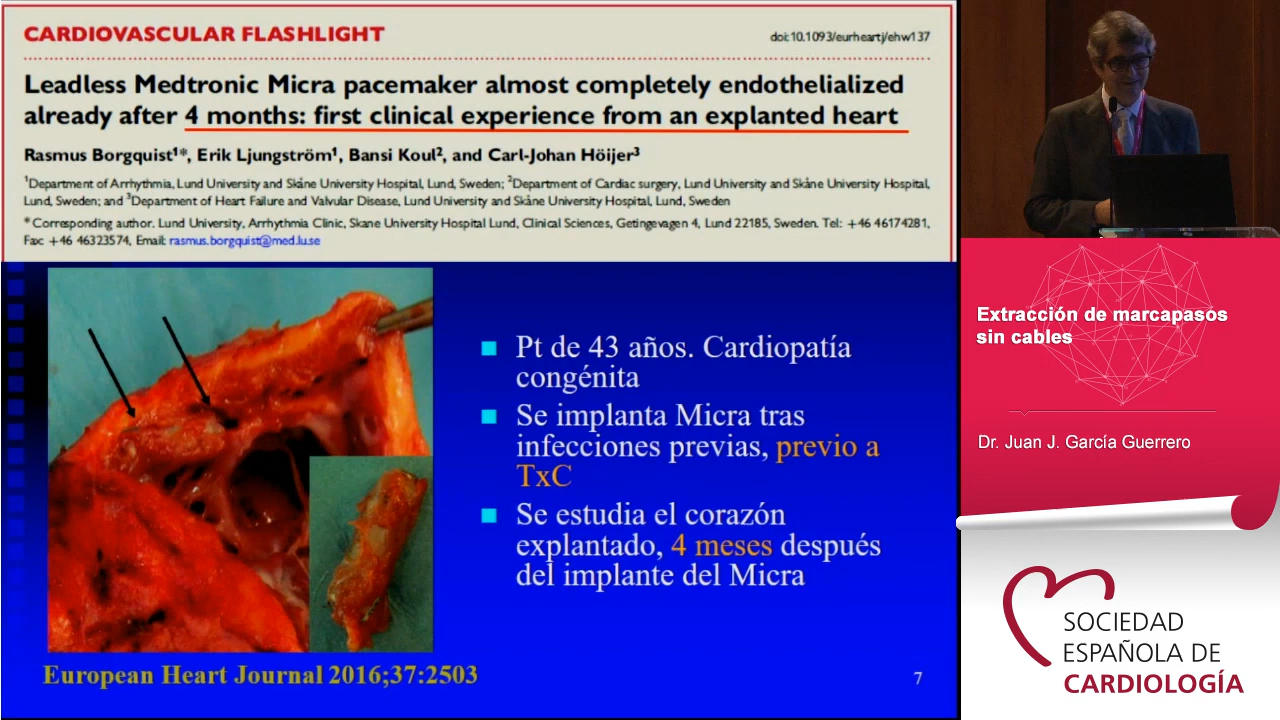 CARDIOVASCULAR FLASHLIGHT
doi:10.1093/eurheartj/ehw137
Leadless Medtronic Micra pacemaker almost completely endothelialized
already after 4 months: first clinical experience from an explanted heart
Rasmus Borgquist¹*, Erik Ljungström¹, Bansi Koul², and Carl-Johan Höijer³
¹Department of Arrhythmia, Lund University and Skåne University Hospital, Lund, Sweden; ²Department of Cardiac surgery, Lund University and Skåne University Hospital,
Lund, Sweden; and ³Department of Heart Failure and Valvular Disease, Lund University and Skåne University Hospital, Lund, Sweden
*Corresponding author. Lund University, Arrhythmia Clinic, Skane University Hospital Lund, Clinical Sciences, Getingevagen 4, Lund 22185, Sweden. Tel: +46 46174281,
Fax: +46 46323574, Email: rasmus.borgquist@med.lu.se
Pt de 43 años. Cardiopatía
congénita
Se implanta Micra tras
infecciones previas, previo a
TxC
Se estudia el corazón
explantado, 4 meses después
del implante del Micra
European Heart Journal 2016;37:2503
7
Extracción de marcapasos
sin cables
Dr. Juan J. García Guerrero
SOCIEDAD
ESPAÑOLA DE
CARDIOLOGÍA